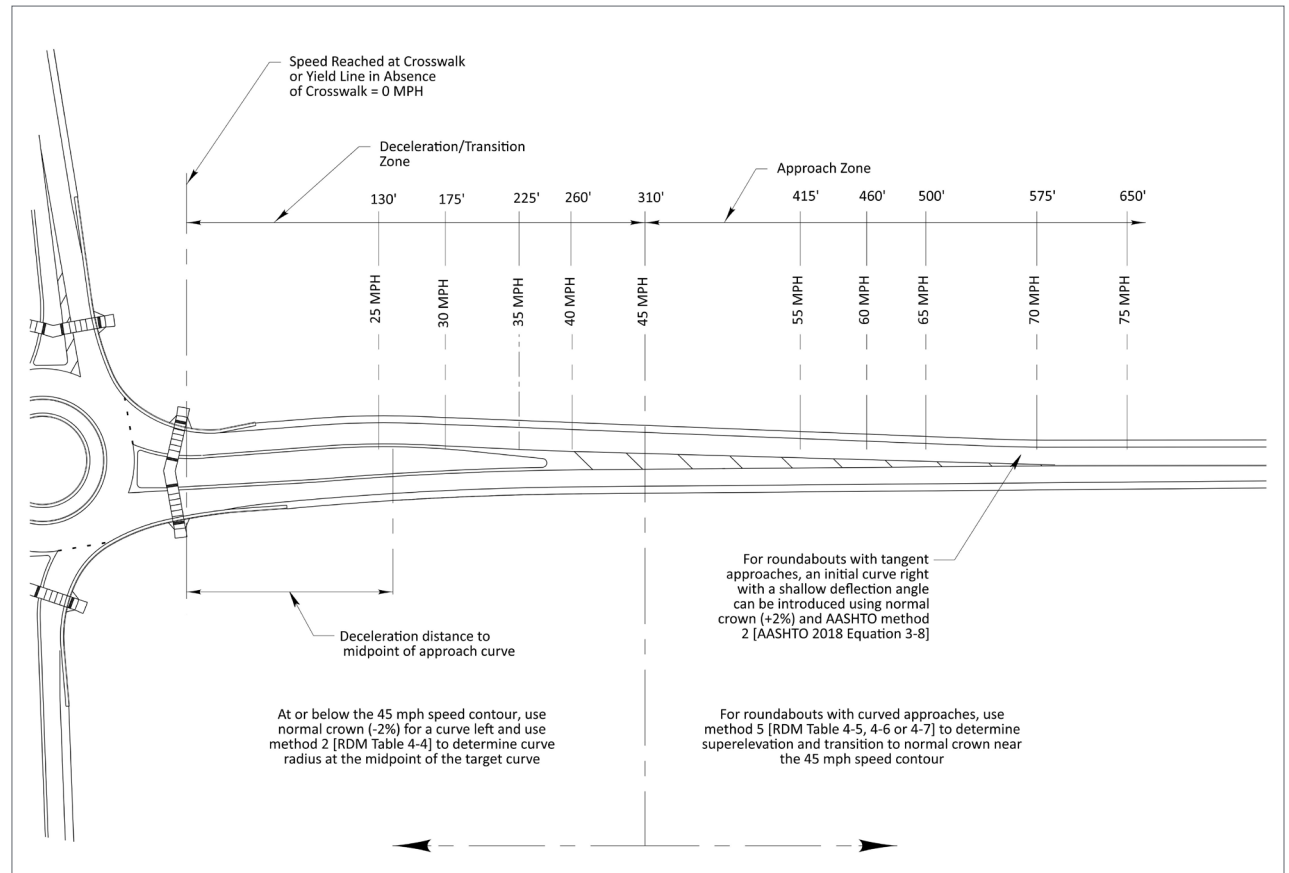 Speed Reached at Crosswalk
or Yield Line in Absence
of Crosswalk = 0 MPH
Deceleration/Transition
Zone
Approach Zone
130' 175' 225' 260' 310' 415' 460' 500' 575' 650'
25 MPH
30 MPH
35 MPH
40 MPH
45 MPH
55 MPH
60 MPH
65 MPH
70 MPH
75 MPH
For roundabouts with tangent
approaches, an initial curve right
with a shallow deflection angle
can be introduced using normal
crown (+2%) and AASHTO method
2 [AASHTO 2018 Equation 3-8]
Deceleration distance to
midpoint of approach curve
At or below the 45 mph speed contour, use
normal crown (-2%) for a curve left and use
method 2 [RDM Table 4-4] to determine curve
radius at the midpoint of the target curve
For roundabouts with curved approaches, use
method 5 [RDM Table 4-5, 4-6 or 4-7] to determine
superelevation and transition to normal crown near
the 45 mph speed contour